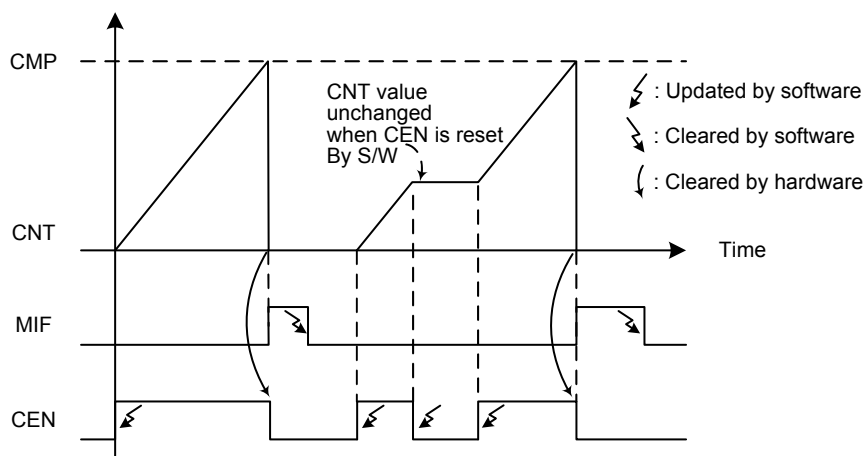 CMP
CNT value
unchanged
when CEN is reset
By S/W
: Updated by software
: Cleared by software
: Cleared by hardware
CNT
Time
MIF
CEN